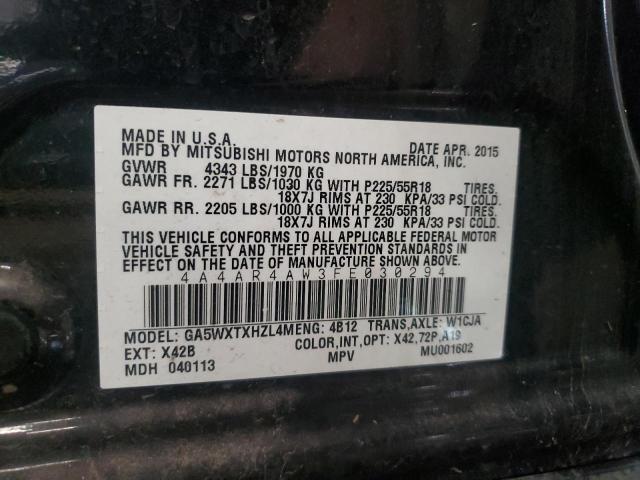 MADE IN U.S.A DATE APR. 2015
MFD BY MITSUBISHI MOTORS NORTH AMERICA, INC.
GVWR 4343 LBS/1970 KG
GAWR FR. 2271 LBS/1030 KG WITH P225/55R18 TIRES.
18X7J RIMS AT 230 KPA/33 PSI COLD.
GAWR RR. 2205 LBS/1000 KG WITH P225/55R18 TIRES.
18X7J RIMS AT 230 KPA/33 PSI COLD.
THIS VEHICLE CONFORMS TO ALL APPLICABLE FEDERAL MOTOR
VEHICLE SAFETY AND THEFT PREVENTION STANDARDS IN
EFFECT ON THE DATE OF MANUFACTURE SHOWN ABOVE.
4A4AR4AW3FE030294
MODEL: GA5WXTXHZL4MENG: 4B12 TRANS,AXLE: W1CJA
EXT: X42B COLOR,INT,OPT: X42,72P,A19
MDH 040113 MPV MU001602